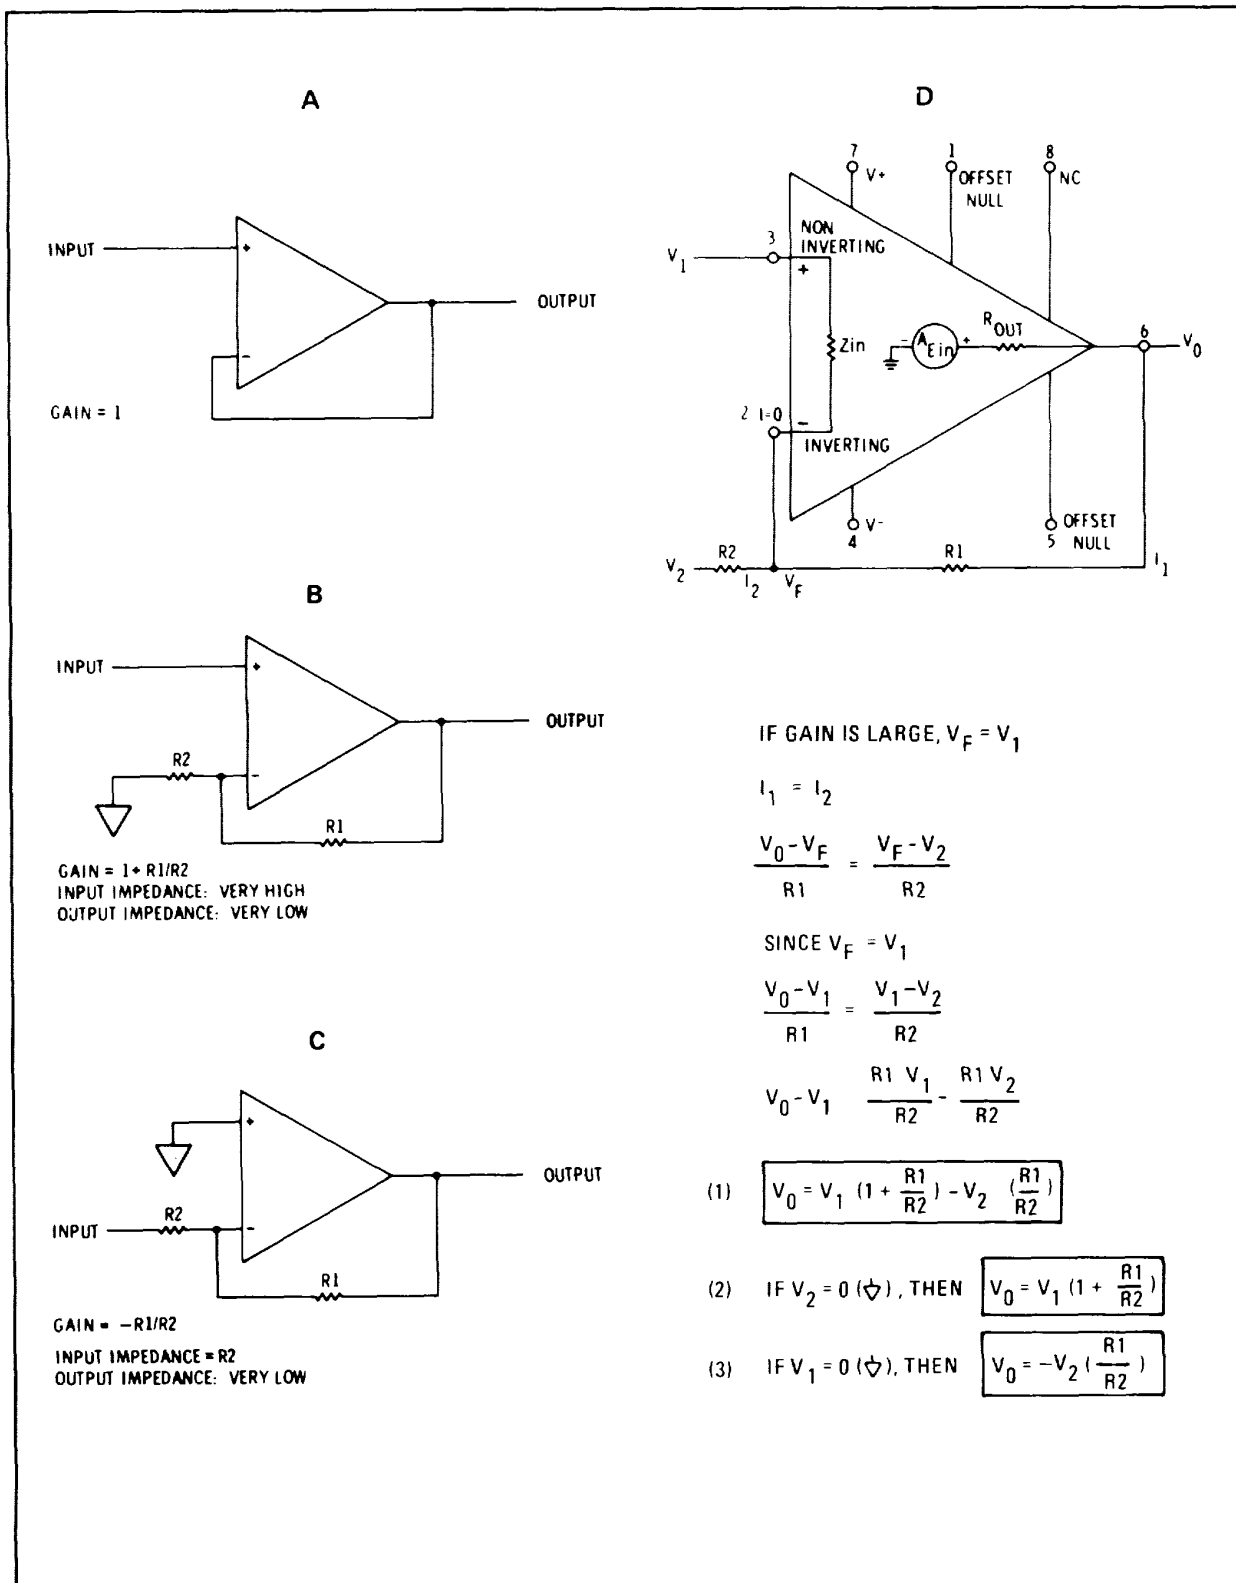 A
INPUT
+
-
OUTPUT
GAIN = 1
B
INPUT
+
OUTPUT
R2
-
R1
GAIN = 1 + R1/R2
INPUT IMPEDANCE: VERY HIGH
OUTPUT IMPEDANCE: VERY LOW
C
+
OUTPUT
INPUT
R2
-
R1
GAIN = -R1/R2
INPUT IMPEDANCE = R2
OUTPUT IMPEDANCE: VERY LOW
D
7
V+
1
OFFSET
NULL
8
NC
NON
INVERTING
3
V1
+
Zin
- AEin +
ROUT
6
V0
2 I=0
-
INVERTING
4
V-
5
OFFSET
NULL
V2
R2
I2
VF
R1
I1
IF GAIN IS LARGE, VF = V1
I1 = I2
V0-VF = VF-V2
R1 R2
SINCE VF = V1
V0-V1 = V1-V2
R1 R2
V0-V1 R1 V1 - R1 V2
R2 R2
(1) V0 = V1 (1 + R1/R2) - V2 (R1/R2)
(2) IF V2 = 0 (▽), THEN V0 = V1 (1 + R1/R2)
(3) IF V1 = 0 (▽), THEN V0 = -V2 (R1/R2)